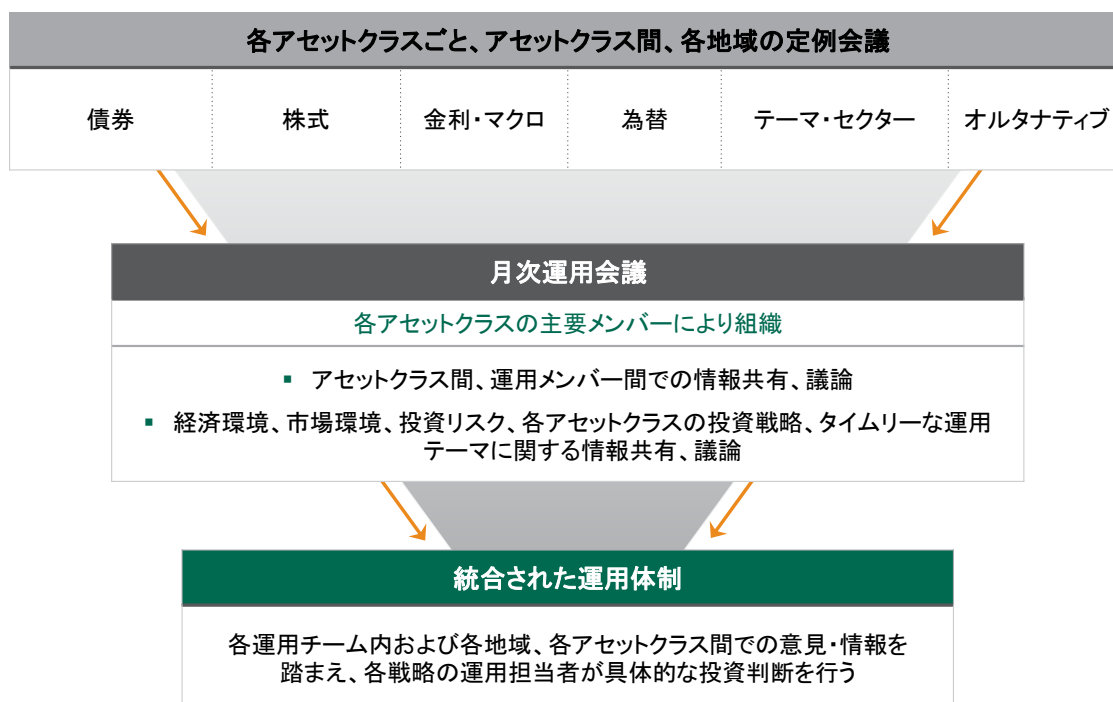 各アセットクラスごと、アセットクラス間、各地域の定例会議
債券
株式
金利・マクロ
為替
テーマ・セクター
オルタナティブ
月次運用会議
各アセットクラスの主要メンバーにより組織
▪ アセットクラス間、運用メンバー間での情報共有、議論
▪ 経済環境、市場環境、投資リスク、各アセットクラスの投資戦略、タイムリーな運用
テーマに関する情報共有、議論
統合された運用体制
各運用チーム内および各地域、各アセットクラス間での意見・情報を
踏まえ、各戦略の運用担当者が具体的な投資判断を行う